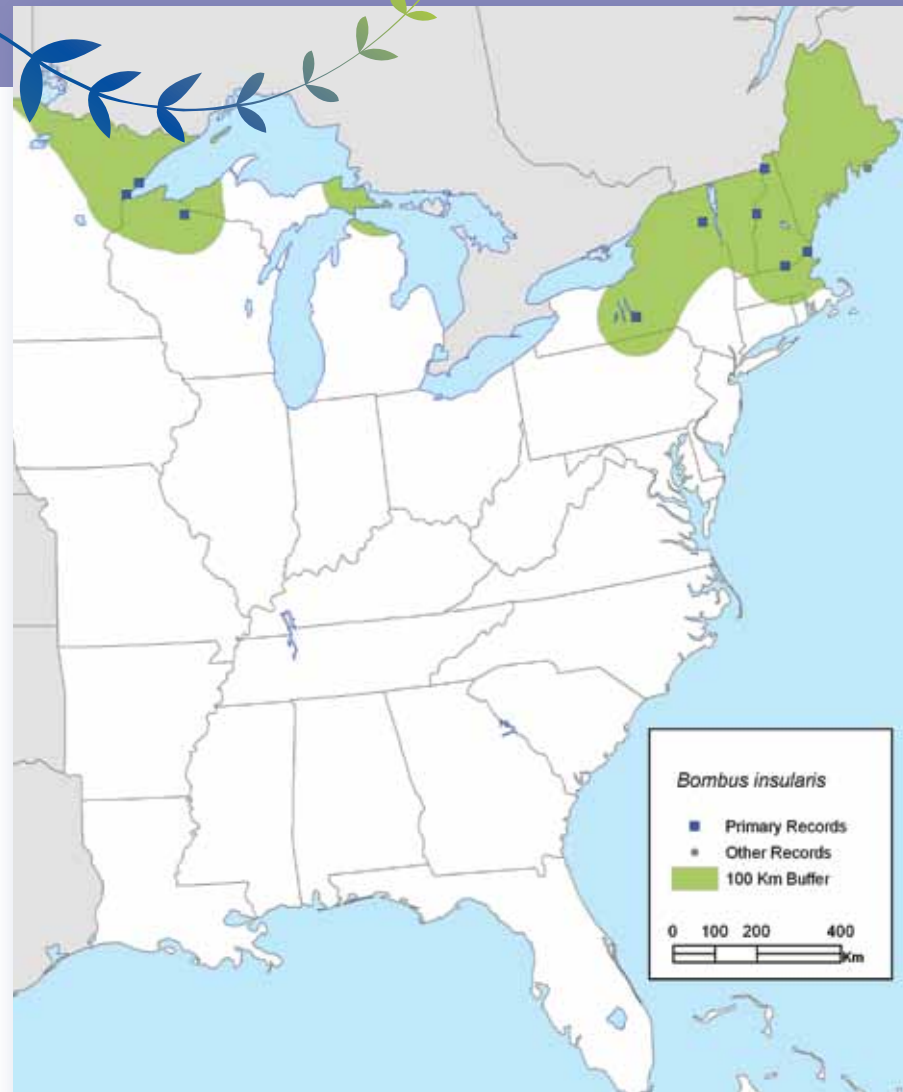 Bombus insularis
Primary Records
Other Records
100 Km Buffer
0 100 200 400
Km